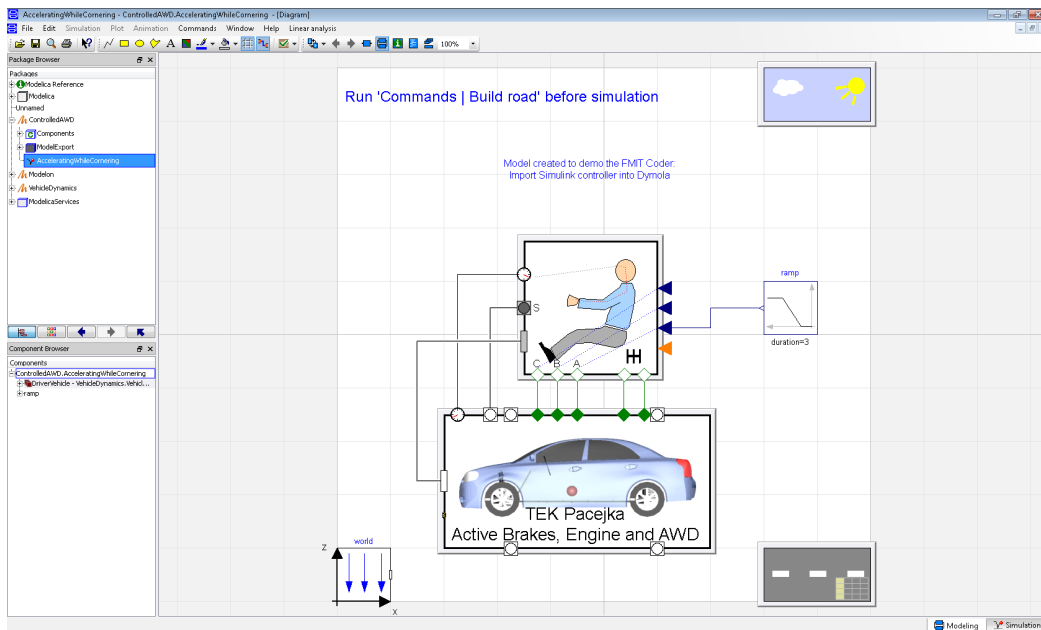 AcceleratingWhileCornering - ControlledAWD.AcceleratingWhileCornering - [Diagram]
File Edit Simulation Plot Animation Commands Window Help Linear analysis
100%
Package Browser
Packages
Modelica Reference
Modelica
Unnamed
ControlledAWD
Components
ModelExport
AcceleratingWhileCornering
Modelon
VehicleDynamics
ModelicaServices
Component Browser
Components
ControlledAWD.AcceleratingWhileCornering
DriverVehicle - VehicleDynamics.Vehicl...
ramp
Run 'Commands | Build road' before simulation
Model created to demo the FMIT Coder:
Import Simulink controller into Dymola
S
C B A
ramp
duration=3
TEK Pacejka
Active Brakes, Engine and AWD
world
z
x
Modeling Simulation